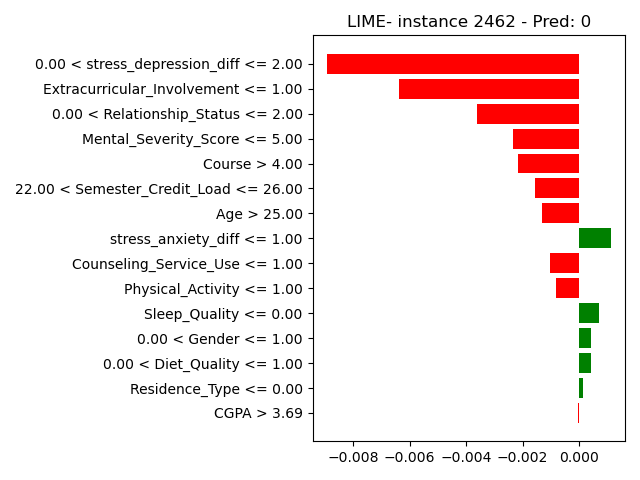 LIME- instance 2462 - Pred: 0
0.00 < stress_depression_diff <= 2.00
Extracurricular_Involvement <= 1.00
0.00 < Relationship_Status <= 2.00
Mental_Severity_Score <= 5.00
Course > 4.00
22.00 < Semester_Credit_Load <= 26.00
Age > 25.00
stress_anxiety_diff <= 1.00
Counseling_Service_Use <= 1.00
Physical_Activity <= 1.00
Sleep_Quality <= 0.00
0.00 < Gender <= 1.00
0.00 < Diet_Quality <= 1.00
Residence_Type <= 0.00
CGPA > 3.69
−0.008 −0.006 −0.004 −0.002 0.000